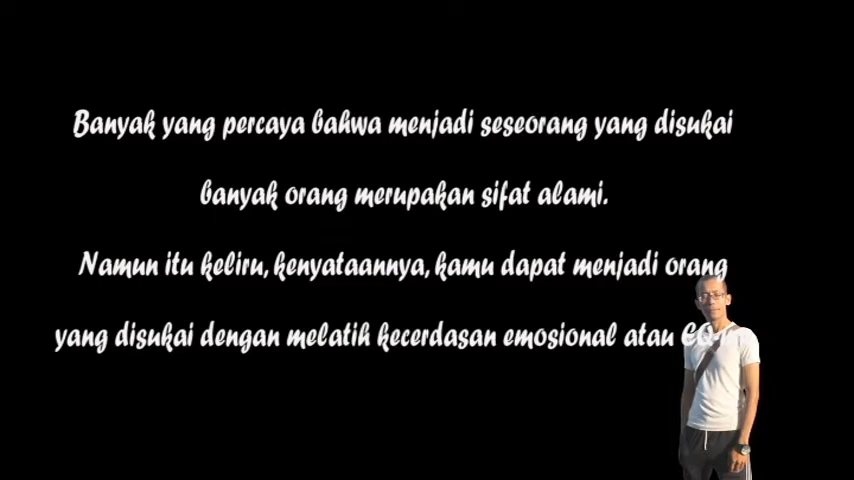 Banyak yang percaya bahwa menjadi seseorang yang disukai
banyak orang merupakan sifat alami.
Namun itu keliru, kenyataannya, kamu dapat menjadi orang
yang disukai dengan melatih kecerdasan emosional atau EQ